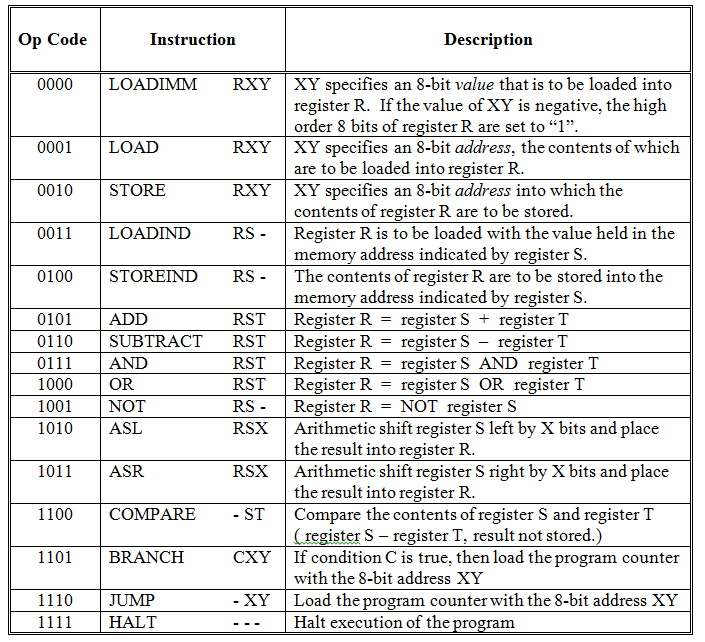 Op Code Instruction Description
0000 LOADIMM RXY XY specifies an 8-bit value that is to be loaded into
register R. If the value of XY is negative, the high
order 8 bits of register R are set to “1”.
0001 LOAD RXY XY specifies an 8-bit address, the contents of which
are to be loaded into register R.
0010 STORE RXY XY specifies an 8-bit address into which the
contents of register R are to be stored.
0011 LOADIND RS - Register R is to be loaded with the value held in the
memory address indicated by register S.
0100 STOREIND RS - The contents of register R are to be stored into the
memory address indicated by register S.
0101 ADD RST Register R = register S + register T
0110 SUBTRACT RST Register R = register S – register T
0111 AND RST Register R = register S AND register T
1000 OR RST Register R = register S OR register T
1001 NOT RS - Register R = NOT register S
1010 ASL RSX Arithmetic shift register S left by X bits and place
the result into register R.
1011 ASR RSX Arithmetic shift register S right by X bits and place
the result into register R.
1100 COMPARE - ST Compare the contents of register S and register T
( register S – register T, result not stored.)
1101 BRANCH CXY If condition C is true, then load the program counter
with the 8-bit address XY
1110 JUMP - XY Load the program counter with the 8-bit address XY
1111 HALT - - - Halt execution of the program